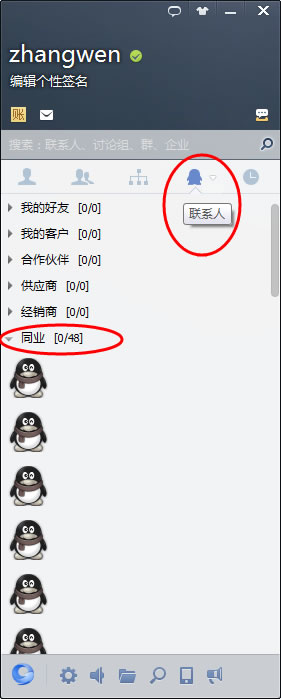 zhangwen
编辑个性签名
账
搜索：联系人、讨论组、群、企业
联系人
我的好友 [0/0]
我的客户 [0/0]
合作伙伴 [0/0]
供应商 [0/0]
经销商 [0/0]
同业 [0/48]